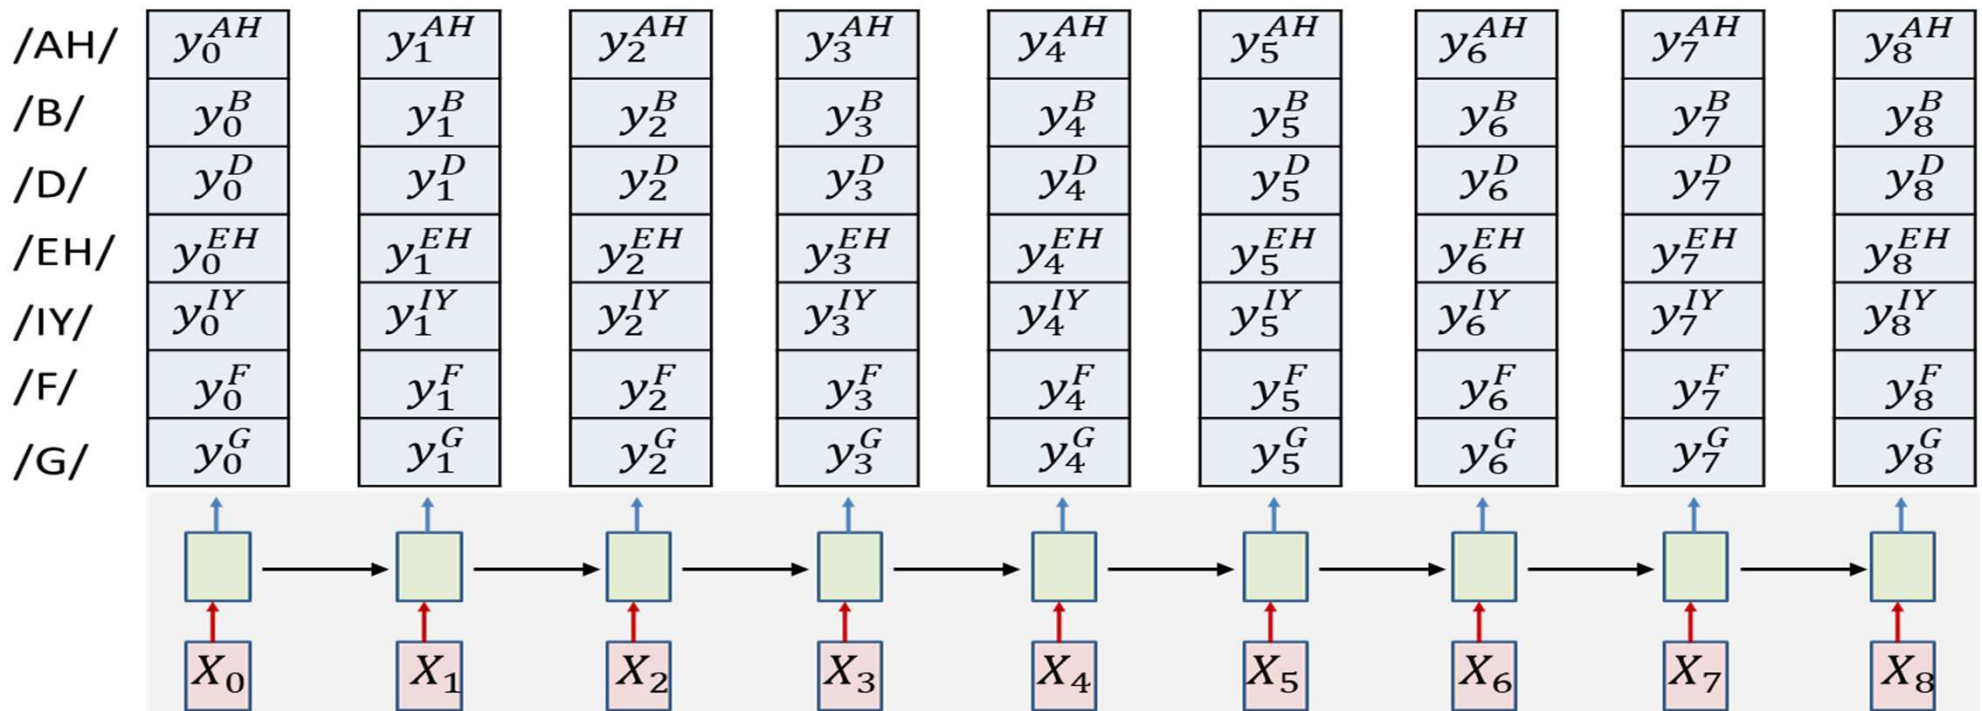 /AH/ y_0^{AH} y_1^{AH} y_2^{AH} y_3^{AH} y_4^{AH} y_5^{AH} y_6^{AH} y_7^{AH} y_8^{AH}
/B/ y_0^B y_1^B y_2^B y_3^B y_4^B y_5^B y_6^B y_7^B y_8^B
/D/ y_0^D y_1^D y_2^D y_3^D y_4^D y_5^D y_6^D y_7^D y_8^D
/EH/ y_0^{EH} y_1^{EH} y_2^{EH} y_3^{EH} y_4^{EH} y_5^{EH} y_6^{EH} y_7^{EH} y_8^{EH}
/IY/ y_0^{IY} y_1^{IY} y_2^{IY} y_3^{IY} y_4^{IY} y_5^{IY} y_6^{IY} y_7^{IY} y_8^{IY}
/F/ y_0^F y_1^F y_2^F y_3^F y_4^F y_5^F y_6^F y_7^F y_8^F
/G/ y_0^G y_1^G y_2^G y_3^G y_4^G y_5^G y_6^G y_7^G y_8^G
X_0 X_1 X_2 X_3 X_4 X_5 X_6 X_7 X_8